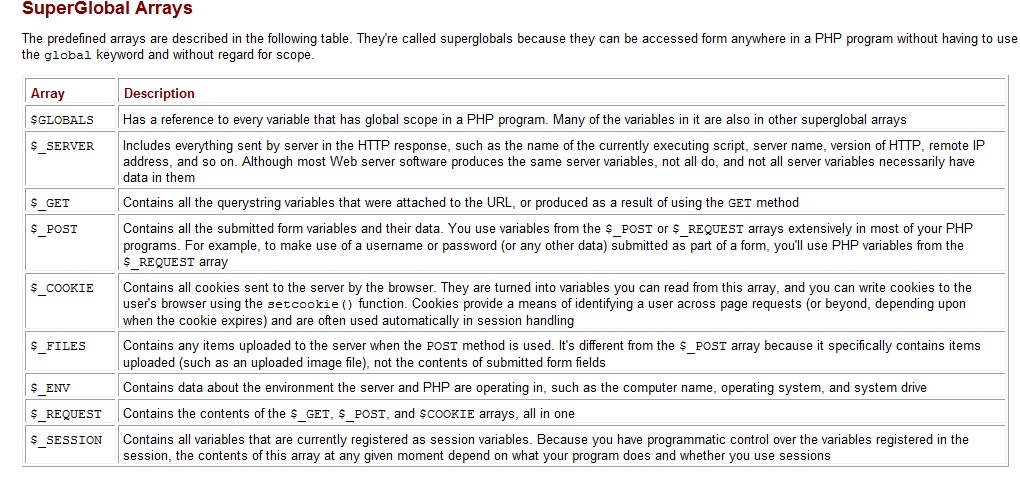 SuperGlobal Arrays
The predefined arrays are described in the following table. They're called superglobals because they can be accessed form anywhere in a PHP program without having to use
the global keyword and without regard for scope.
Array Description
$GLOBALS Has a reference to every variable that has global scope in a PHP program. Many of the variables in it are also in other superglobal arrays
$_SERVER Includes everything sent by server in the HTTP response, such as the name of the currently executing script, server name, version of HTTP, remote IP
address, and so on. Although most Web server software produces the same server variables, not all do, and not all server variables necessarily have
data in them
$_GET Contains all the querystring variables that were attached to the URL, or produced as a result of using the GET method
$_POST Contains all the submitted form variables and their data. You use variables from the $_POST or $_REQUEST arrays extensively in most of your PHP
programs. For example, to make use of a username or password (or any other data) submitted as part of a form, you'll use PHP variables from the
$_REQUEST array
$_COOKIE Contains all cookies sent to the server by the browser. They are turned into variables you can read from this array, and you can write cookies to the
user's browser using the setcookie() function. Cookies provide a means of identifying a user across page requests (or beyond, depending upon
when the cookie expires) and are often used automatically in session handling
$_FILES Contains any items uploaded to the server when the POST method is used. It's different from the $_POST array because it specifically contains items
uploaded (such as an uploaded image file), not the contents of submitted form fields
$_ENV Contains data about the environment the server and PHP are operating in, such as the computer name, operating system, and system drive
$_REQUEST Contains the contents of the $_GET, $_POST, and $COOKIE arrays, all in one
$_SESSION Contains all variables that are currently registered as session variables. Because you have programmatic control over the variables registered in the
session, the contents of this array at any given moment depend on what your program does and whether you use sessions